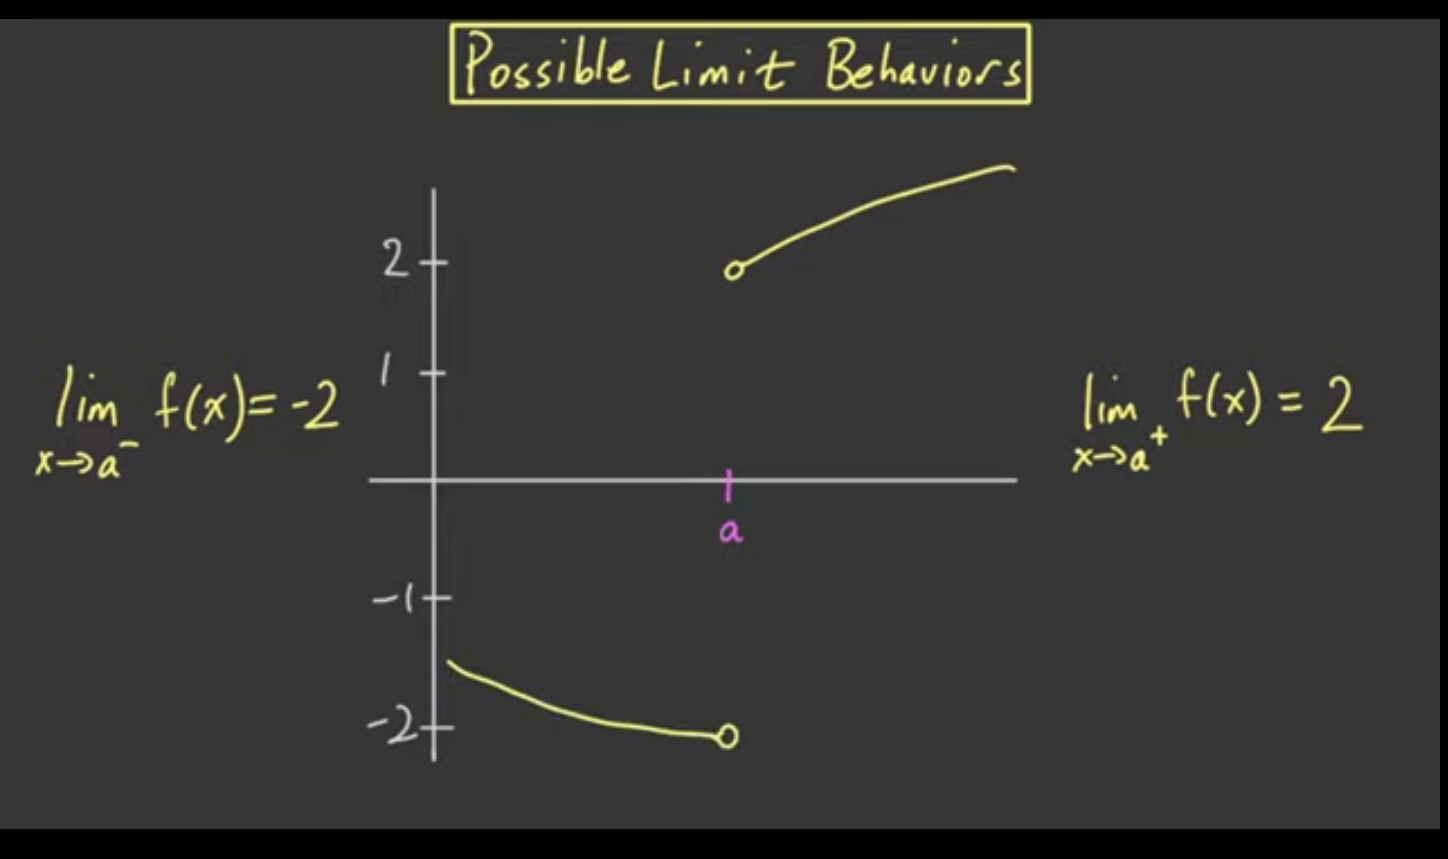 Possible Limit Behaviors
2
1
lim f(x) = -2
x→a⁻
lim f(x) = 2
x→a⁺
a
-1
-2